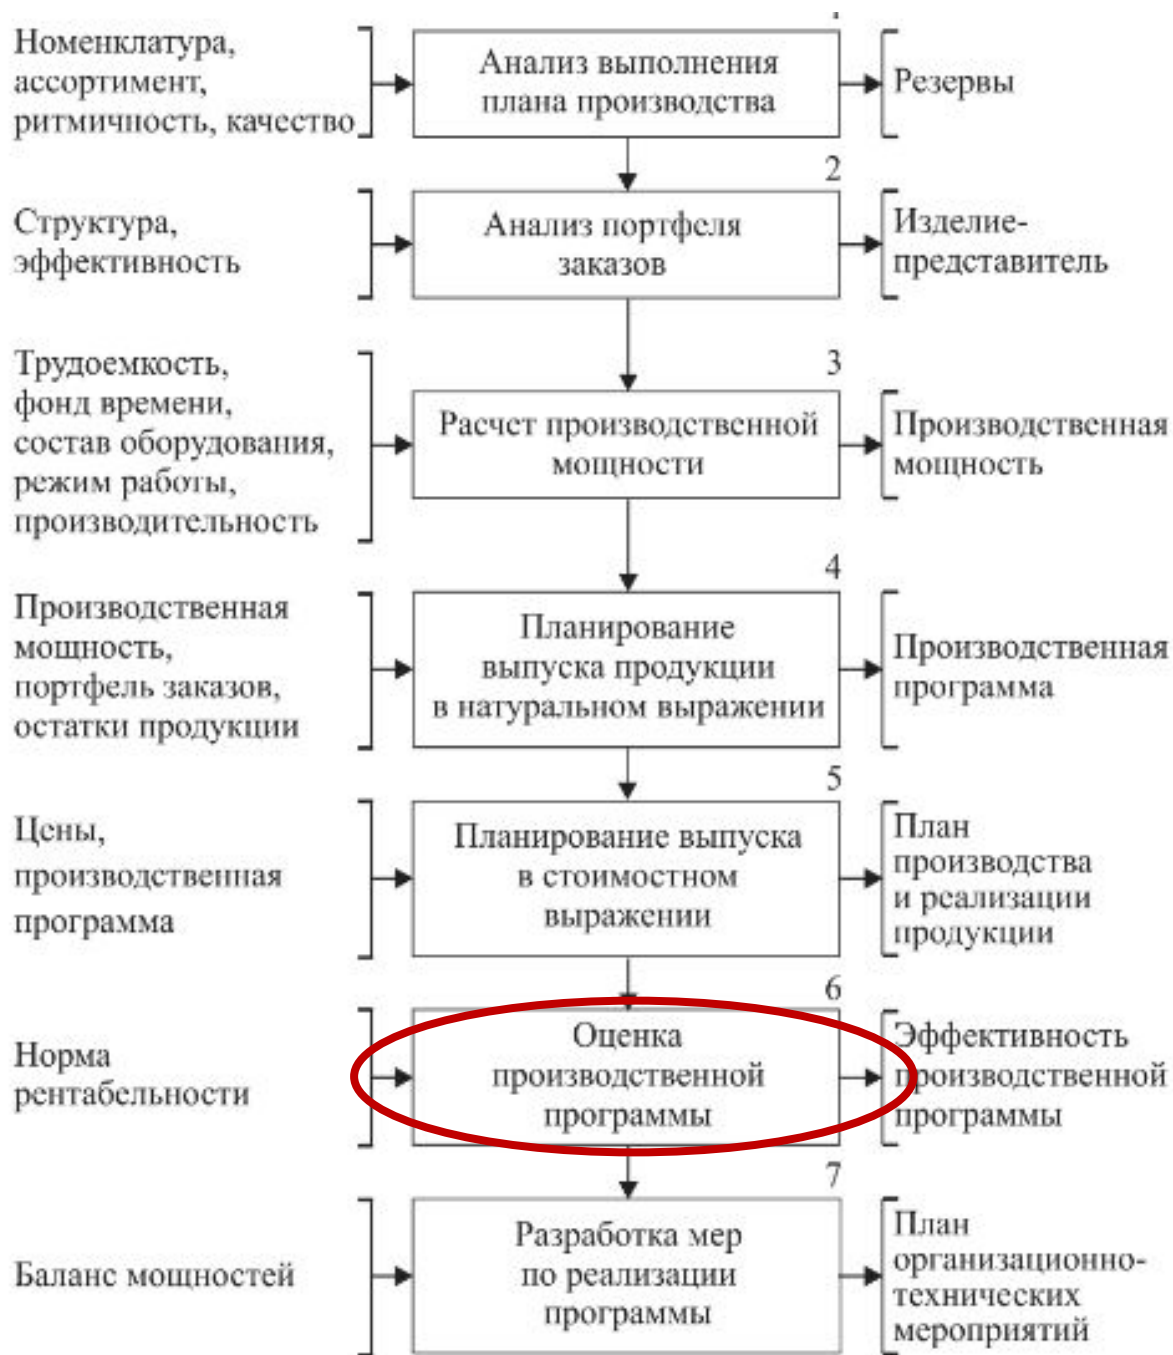 1
Номенклатура,
ассортимент,
ритмичность, качество
Анализ выполнения
плана производства
Резервы
2
Структура,
эффективность
Анализ портфеля
заказов
Изделие-
представитель
3
Трудоемкость,
фонд времени,
состав оборудования,
режим работы,
производительность
Расчет производственной
мощности
Производственная
мощность
4
Производственная
мощность,
портфель заказов,
остатки продукции
Планирование
выпуска продукции
в натуральном выражении
Производственная
программа
5
Цены,
производственная
программа
Планирование выпуска
в стоимостном
выражении
План
производства
и реализации
продукции
6
Норма
рентабельности
Оценка
производственной
программы
Эффективность
производственной
программы
7
Баланс мощностей
Разработка мер
по реализации
программы
План
организационно-
технических
мероприятий